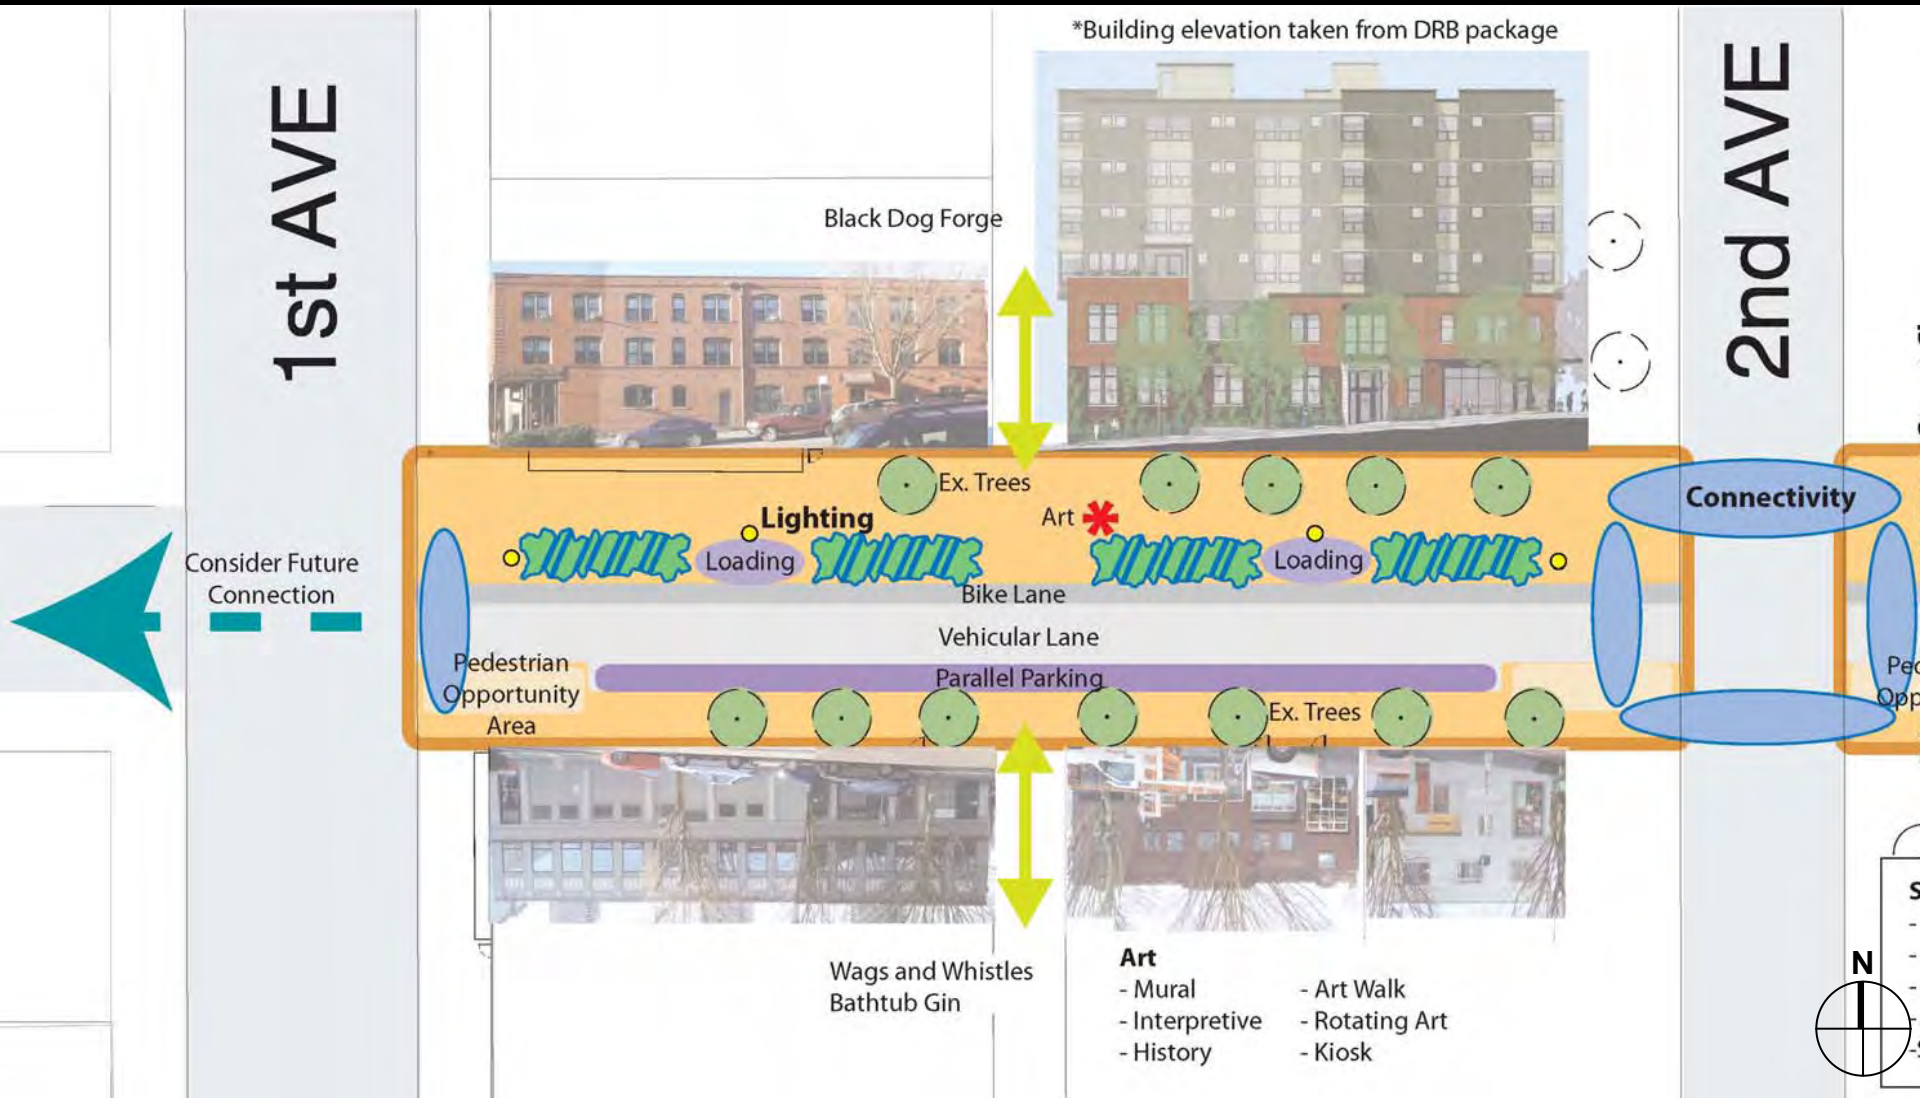 *Building elevation taken from DRB package
1st AVE
2nd AVE
Black Dog Forge
Ex. Trees
Lighting
Art
Connectivity
Loading
Loading
Consider Future
Connection
Bike Lane
Vehicular Lane
Parallel Parking
Pedestrian
Opportunity
Area
Ex. Trees
Wags and Whistles
Bathtub Gin
Art
- Mural
- Interpretive
- History
- Art Walk
- Rotating Art
- Kiosk
N